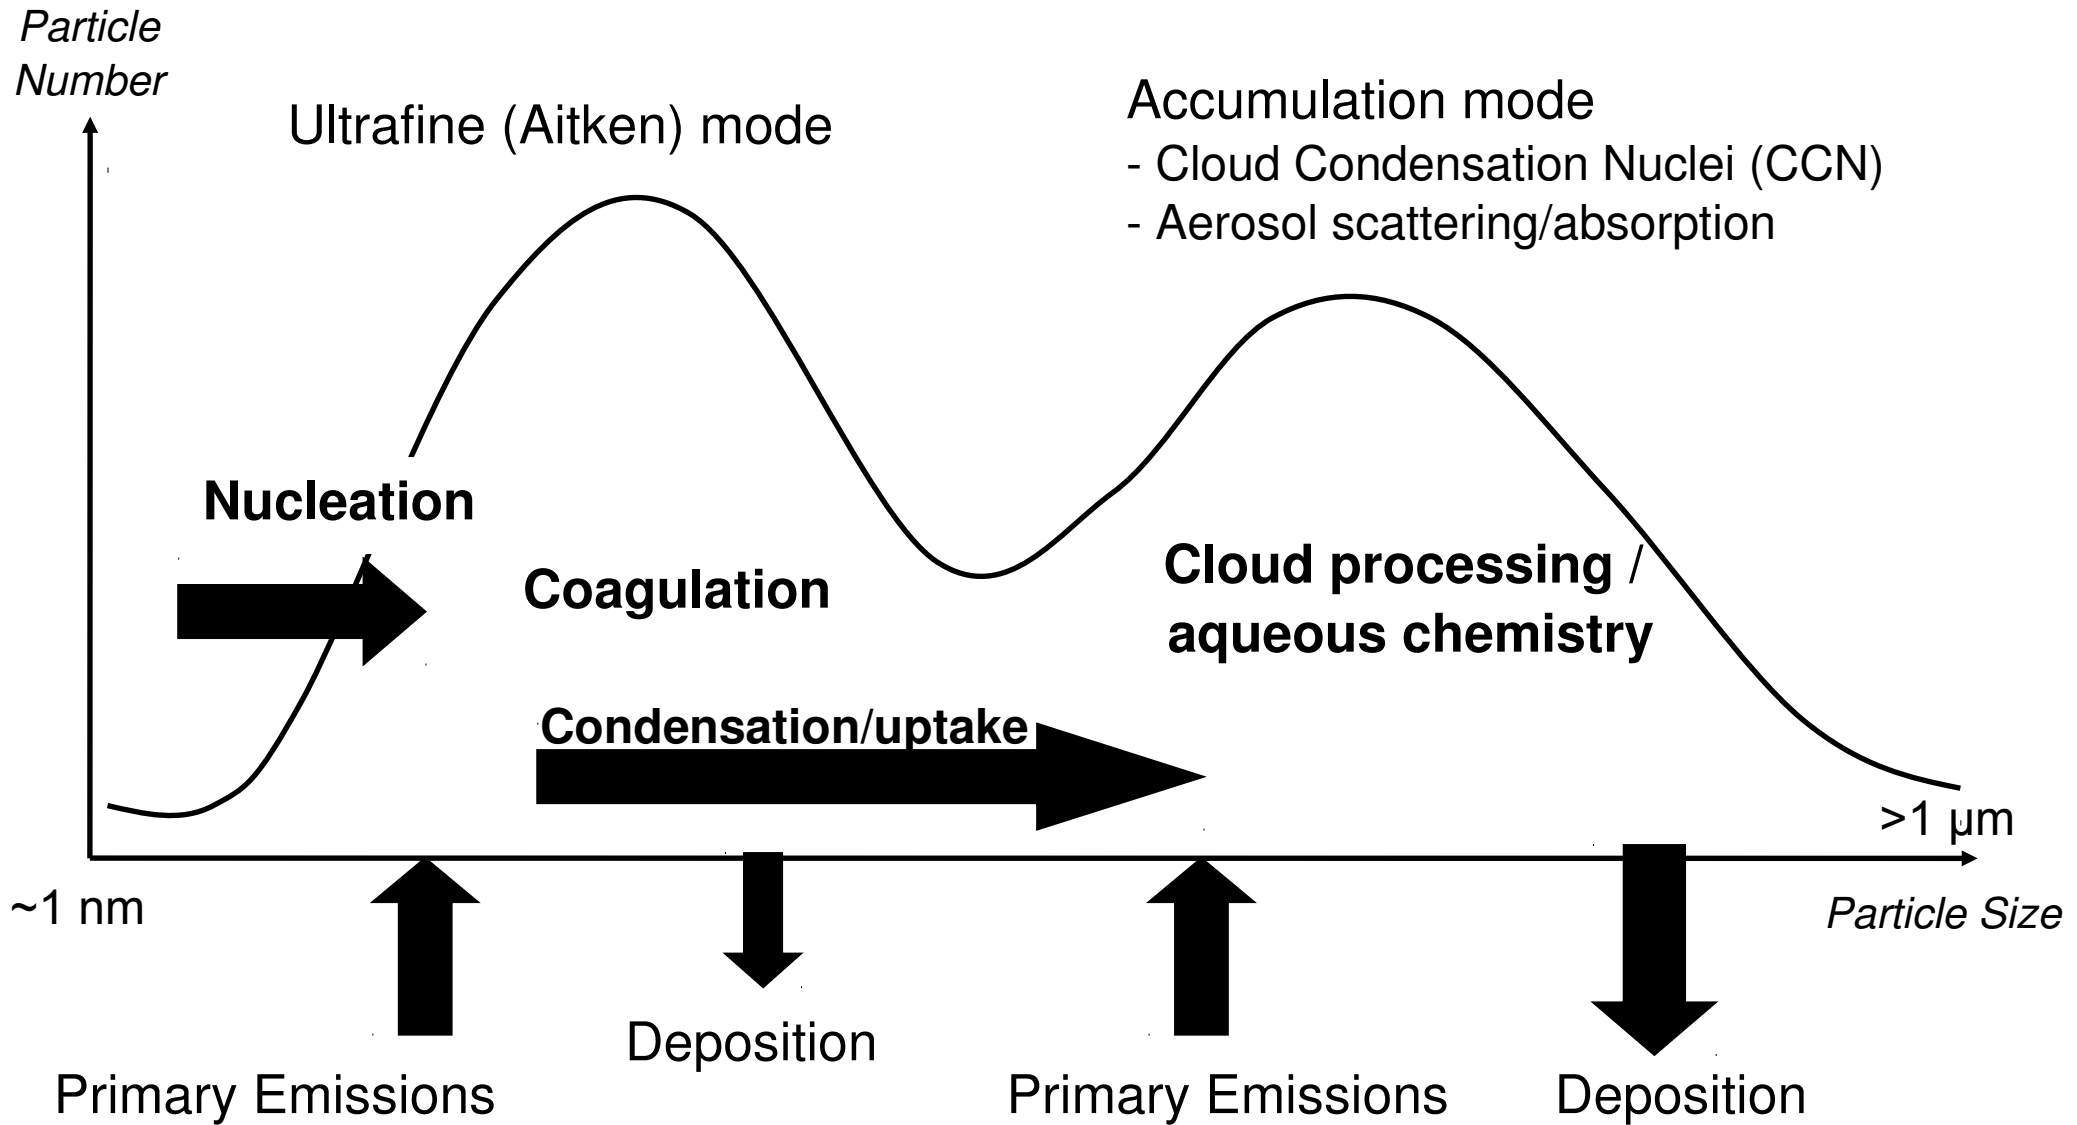 Particle
Number
Ultrafine (Aitken) mode
Accumulation mode
- Cloud Condensation Nuclei (CCN)
- Aerosol scattering/absorption
Nucleation
Coagulation
Cloud processing /
aqueous chemistry
Condensation/uptake
>1 µm
~1 nm
Particle Size
Deposition
Primary Emissions
Primary Emissions
Deposition